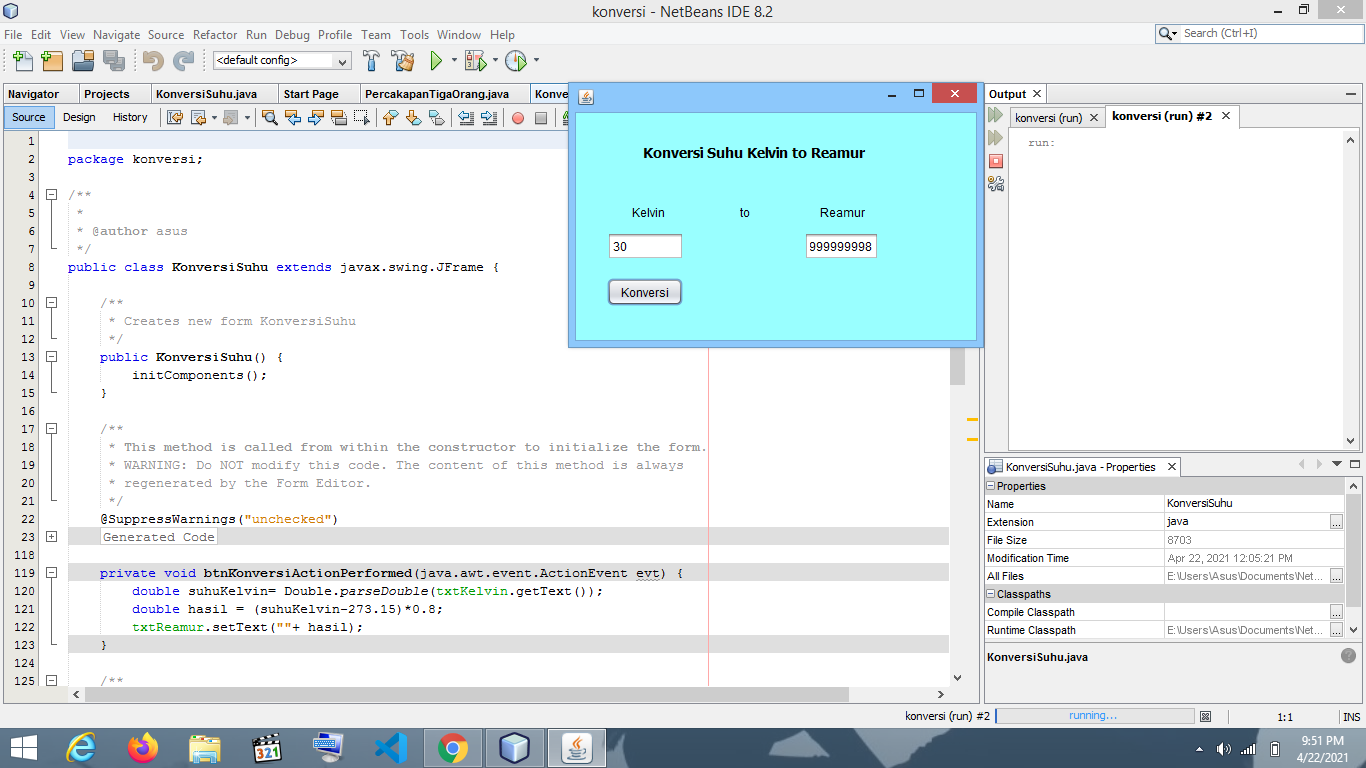 konversi - NetBeans IDE 8.2
File Edit View Navigate Source Refactor Run Debug Profile Team Tools Window Help
Search (Ctrl+I)
<default config>
Navigator Projects KonversiSuhu.java Start Page PercakapanTigaOrang.java Konve
Source Design History
1
2 package konversi;
3
4 /**
5 *
6 * @author asus
7 */
8 public class KonversiSuhu extends javax.swing.JFrame {
9
10 /**
11 * Creates new form KonversiSuhu
12 */
13 public KonversiSuhu() {
14 initComponents();
15 }
16
17 /**
18 * This method is called from within the constructor to initialize the form.
19 * WARNING: Do NOT modify this code. The content of this method is always
20 * regenerated by the Form Editor.
21 */
22 @SuppressWarnings("unchecked")
23 Generated Code
118
119 private void btnKonversiActionPerformed(java.awt.event.ActionEvent evt) {
120 double suhuKelvin= Double.parseDouble(txtKelvin.getText());
121 double hasil = (suhuKelvin-273.15)*0.8;
122 txtReamur.setText(""+ hasil);
123 }
124
125 /**
Konversi Suhu Kelvin to Reamur
Kelvin to Reamur
30 999999998
Konversi
Output
konversi (run) konversi (run) #2
run:
KonversiSuhu.java - Properties
Properties
Name KonversiSuhu
Extension java
File Size 8703
Modification Time Apr 22, 2021 12:05:21 PM
All Files E:\Users\Asus\Documents\Net...
Classpaths
Compile Classpath
Runtime Classpath E:\Users\Asus\Documents\Net...
KonversiSuhu.java
konversi (run) #2 running... 1:1 INS
321
9:51 PM
4/22/2021